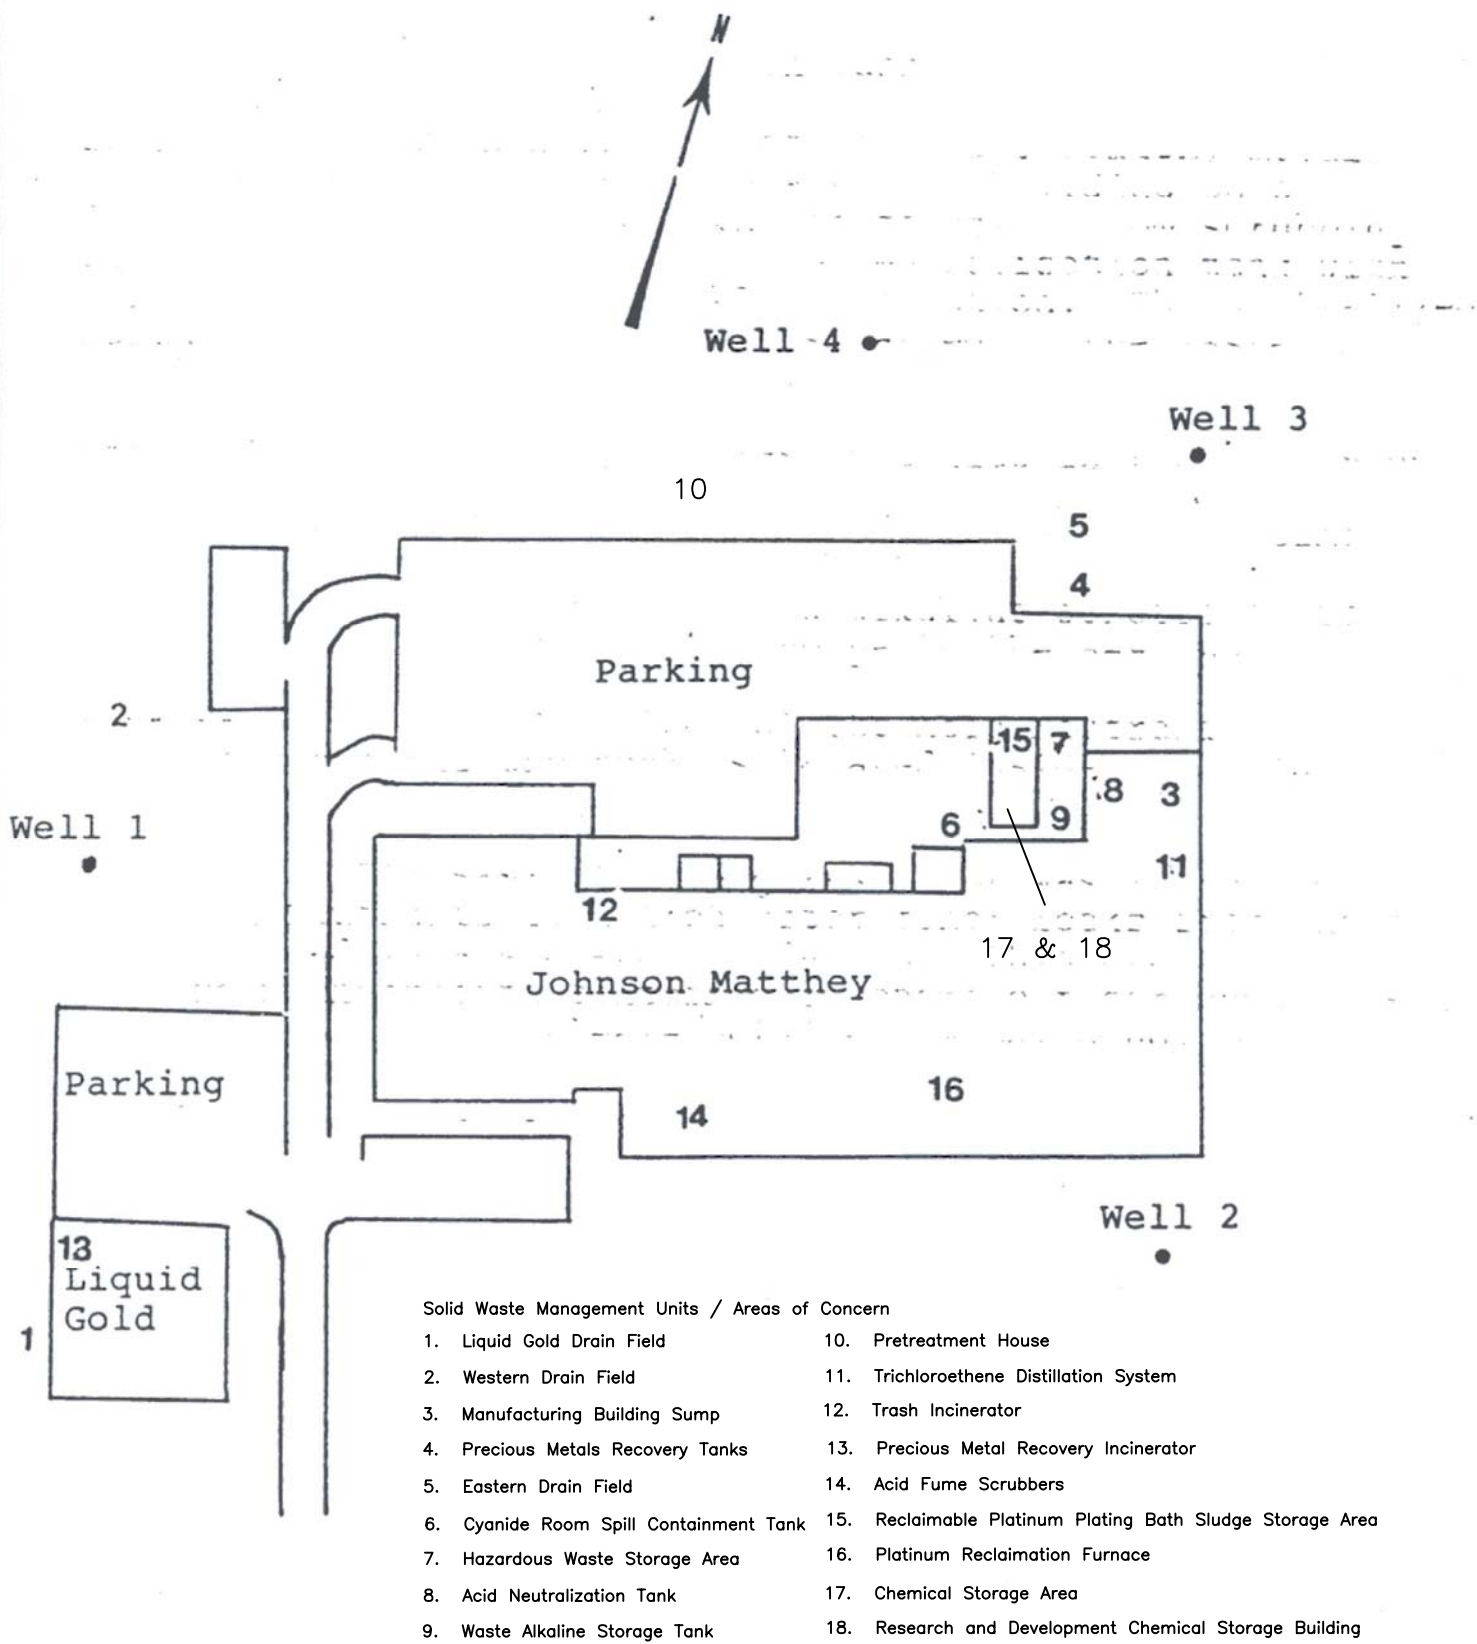 N
Well 4
Well 3
10
5
4
Parking
2
15 7
8 3
Well 1
6 9
11
12
17 & 18
Johnson Matthey
Parking
16
14
Well 2
13
Liquid
Gold
1
Solid Waste Management Units / Areas of Concern
1. Liquid Gold Drain Field
2. Western Drain Field
3. Manufacturing Building Sump
4. Precious Metals Recovery Tanks
5. Eastern Drain Field
6. Cyanide Room Spill Containment Tank
7. Hazardous Waste Storage Area
8. Acid Neutralization Tank
9. Waste Alkaline Storage Tank
10. Pretreatment House
11. Trichloroethene Distillation System
12. Trash Incinerator
13. Precious Metal Recovery Incinerator
14. Acid Fume Scrubbers
15. Reclaimable Platinum Plating Bath Sludge Storage Area
16. Platinum Reclaimation Furnace
17. Chemical Storage Area
18. Research and Development Chemical Storage Building